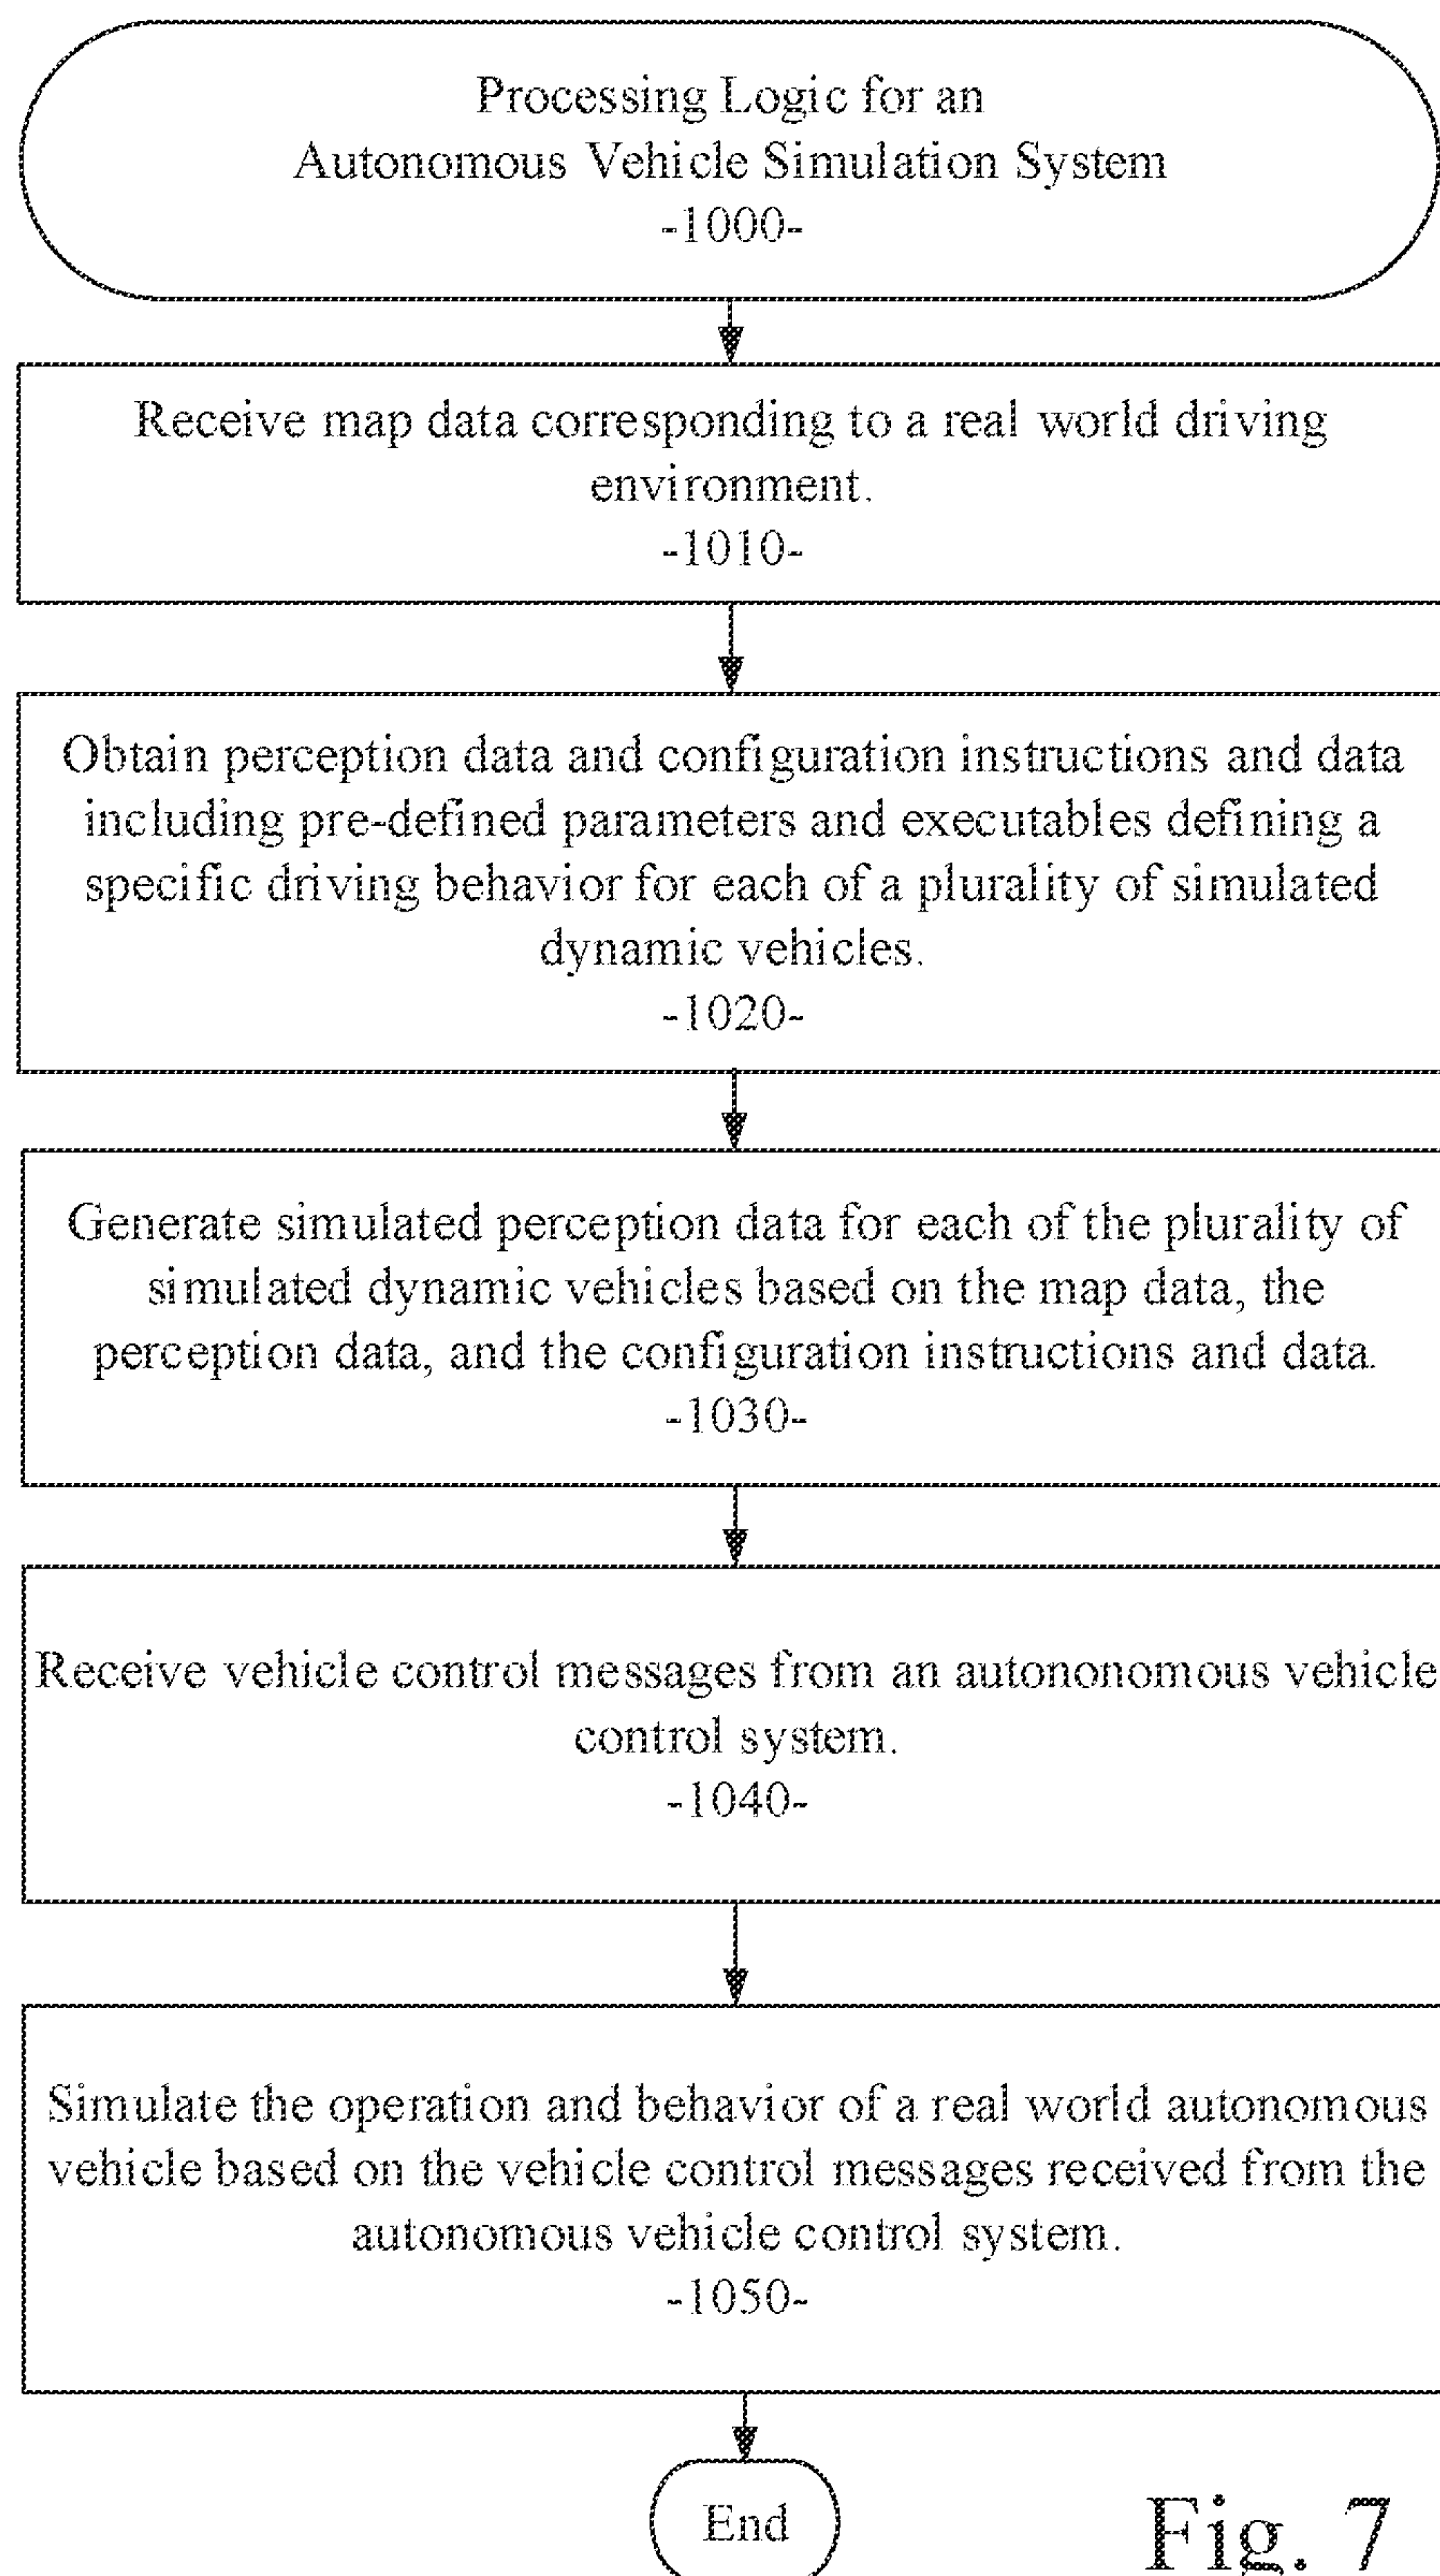 Processing Logic for an
Autonomous Vehicle Simulation System
-1000-
Receive map data corresponding to a real world driving
environment.
-1010-
Obtain perception data and configuration instructions and data
including pre-defined parameters and executables defining a
specific driving behavior for each of a plurality of simulated
dynamic vehicles.
-1020-
Generate simulated perception data for each of the plurality of
simulated dynamic vehicles based on the map data, the
perception data, and the configuration instructions and data.
-1030-
Receive vehicle control messages from an autononomous vehicle
control system.
-1040-
Simulate the operation and behavior of a real world autonomous
vehicle based on the vehicle control messages received from the
autonomous vehicle control system.
-1050-
End
Fig. 7